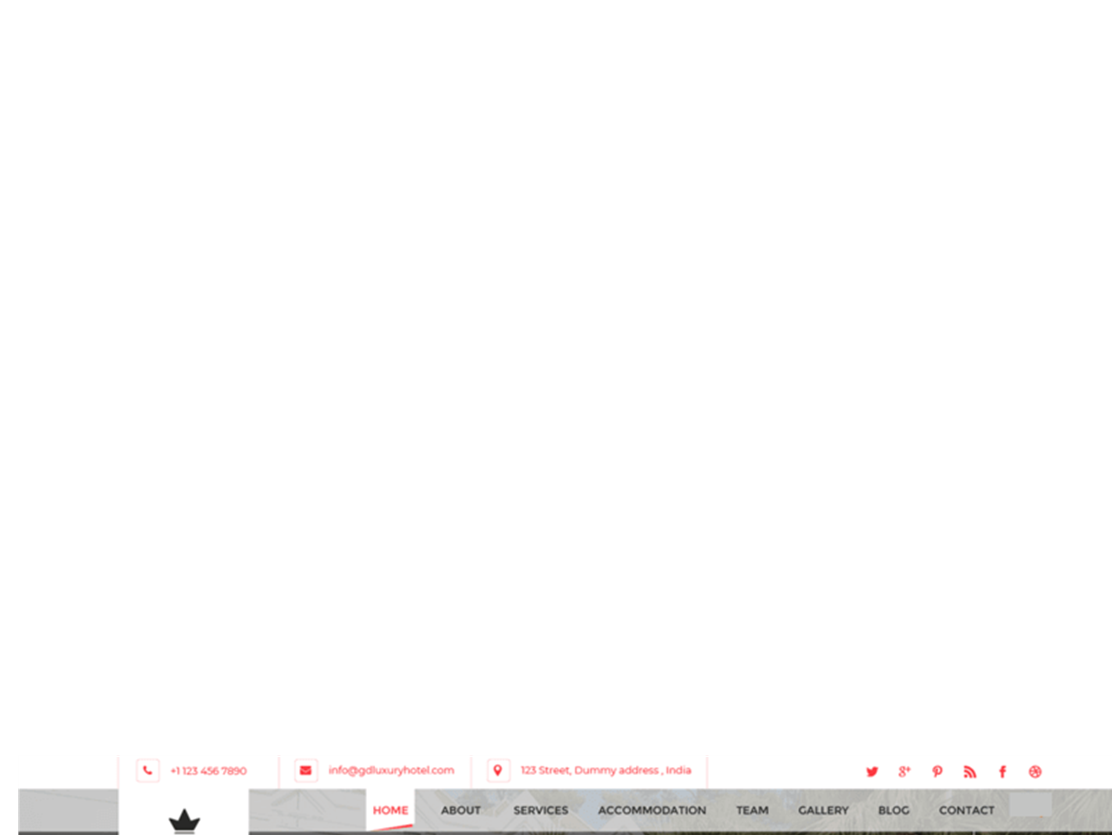 +1 123 456 7890 info@gdluxuryhotel.com 123 Street, Dummy address , India
HOME ABOUT SERVICES ACCOMMODATION TEAM GALLERY BLOG CONTACT